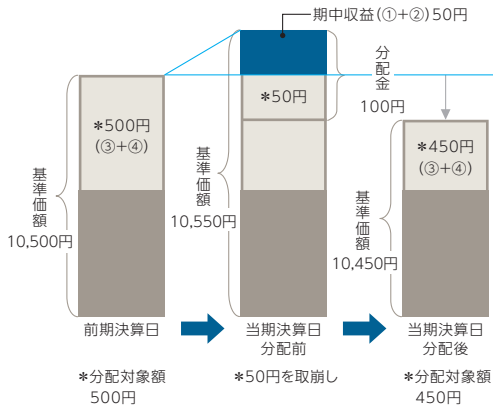 期中収益(①+②)50円
分配金
100円
*500円
(③+④)
*50円
*450円
(③+④)
基準価額
10,500円
基準価額
10,550円
基準価額
10,450円
前期決算日
当期決算日
分配前
当期決算日
分配後
*分配対象額
500円
*50円を取崩し
*分配対象額
450円